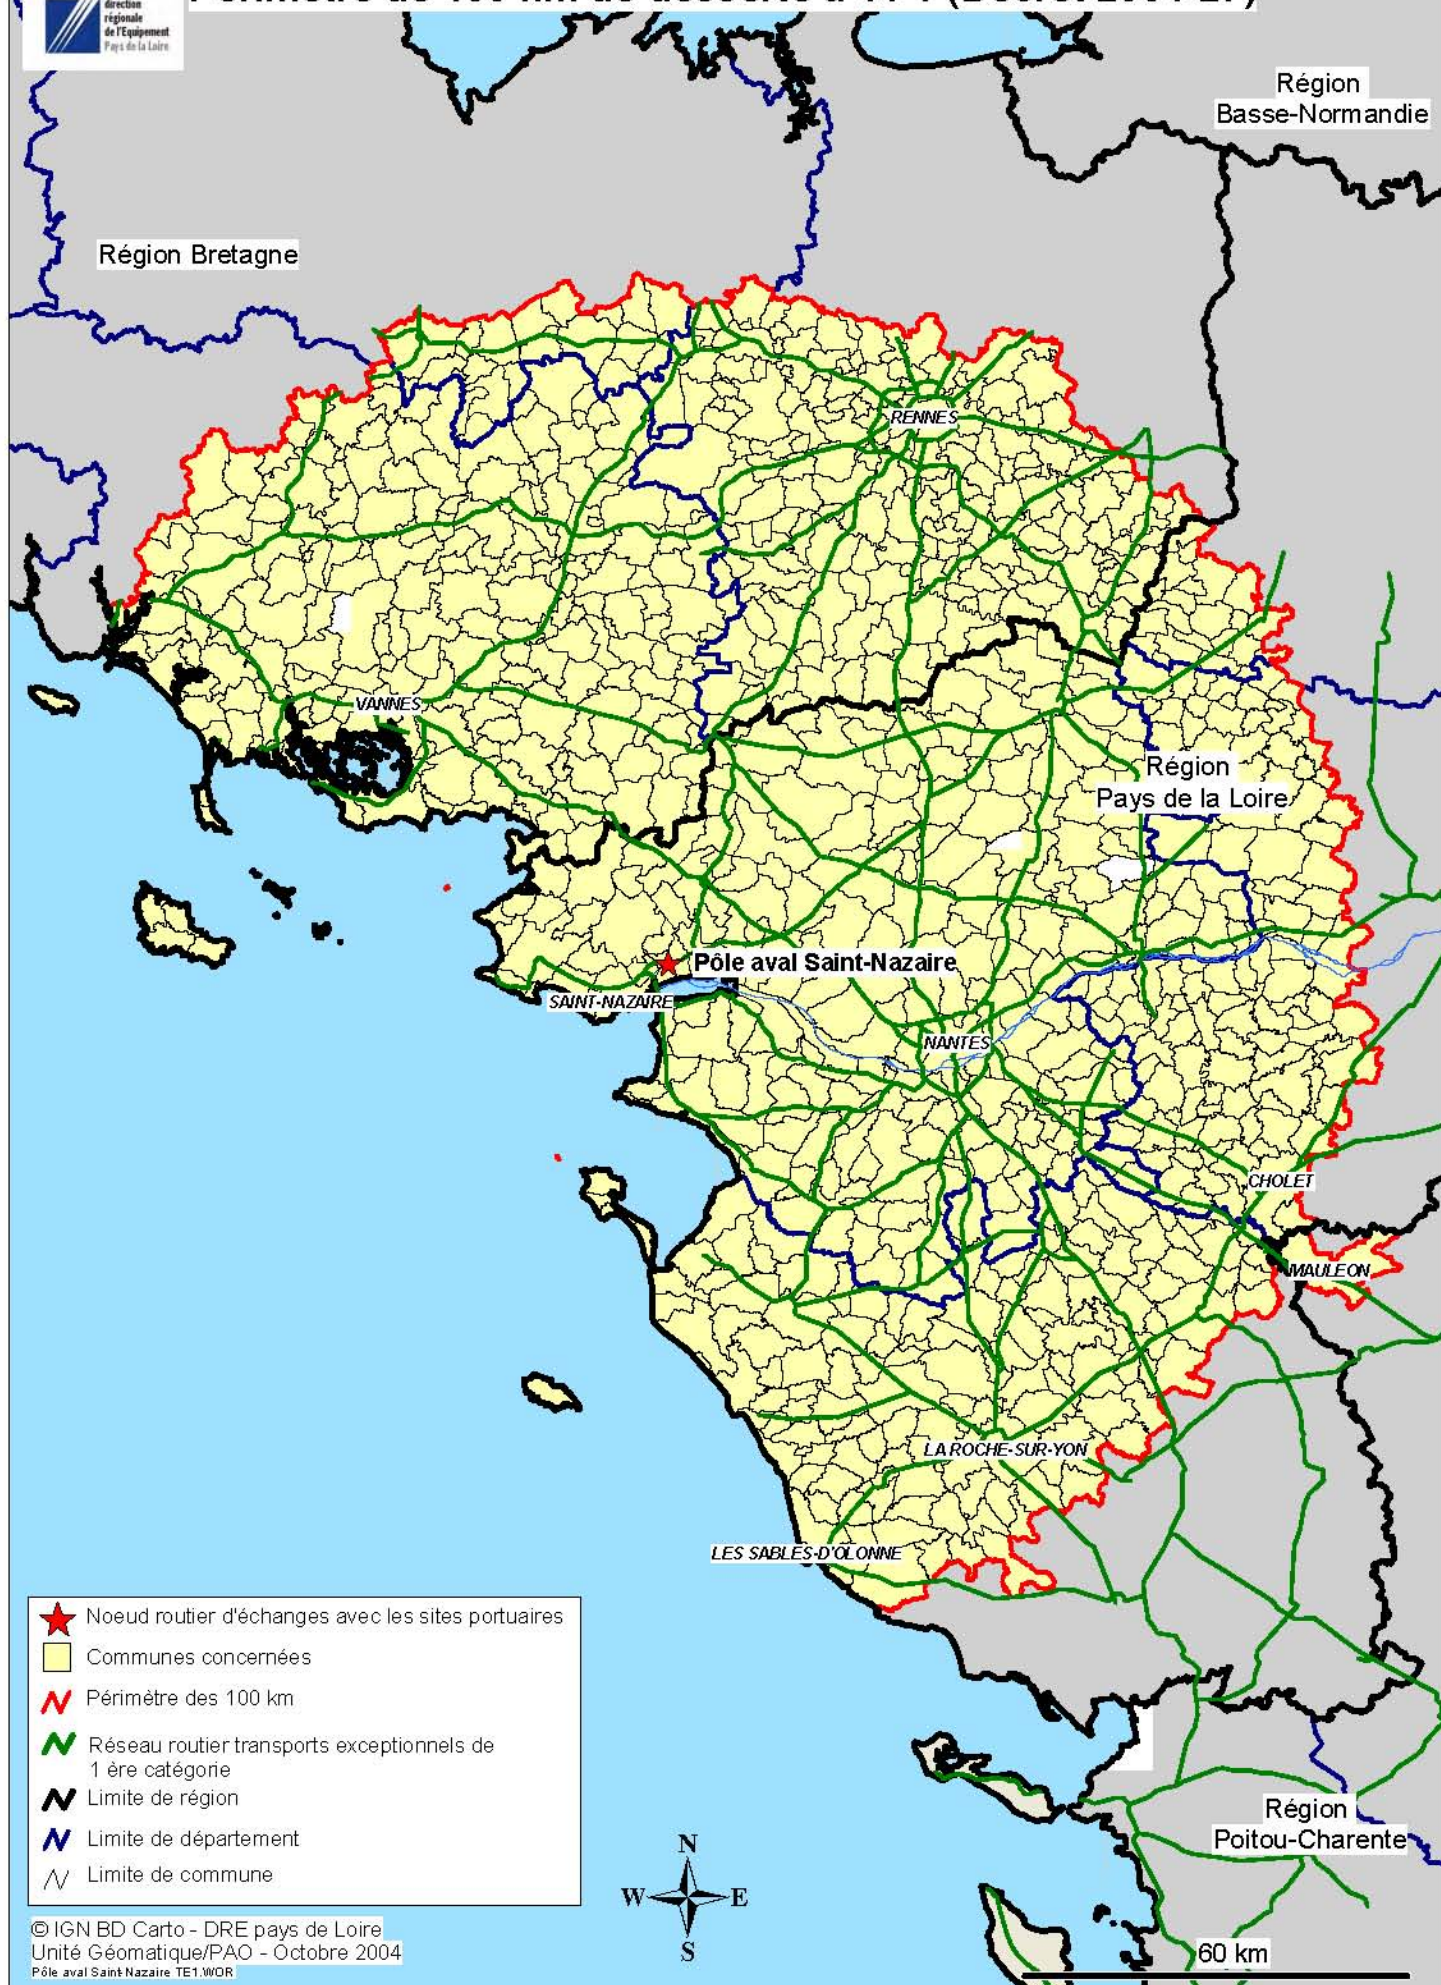 direction
régionale
de l'Equipement
Pays de la Loire
Région
Basse-Normandie
Région Bretagne
RENNES
VANNES
Région
Pays de la Loire
Pôle aval Saint-Nazaire
SAINT-NAZAIRE
NANTES
CHOLET
MAULEON
LA ROCHE-SUR-YON
LES SABLES-D'OLONNE
Noeud routier d'échanges avec les sites portuaires
Communes concernées
Périmètre des 100 km
Réseau routier transports exceptionnels de
1 ère catégorie
Limite de région
Limite de département
Limite de commune
N
W E
S
Région
Poitou-Charente
© IGN BD Carto - DRE pays de Loire
Unité Géomatique/PAO - Octobre 2004
Pôle aval Saint-Nazaire TE1.WOR
60 km